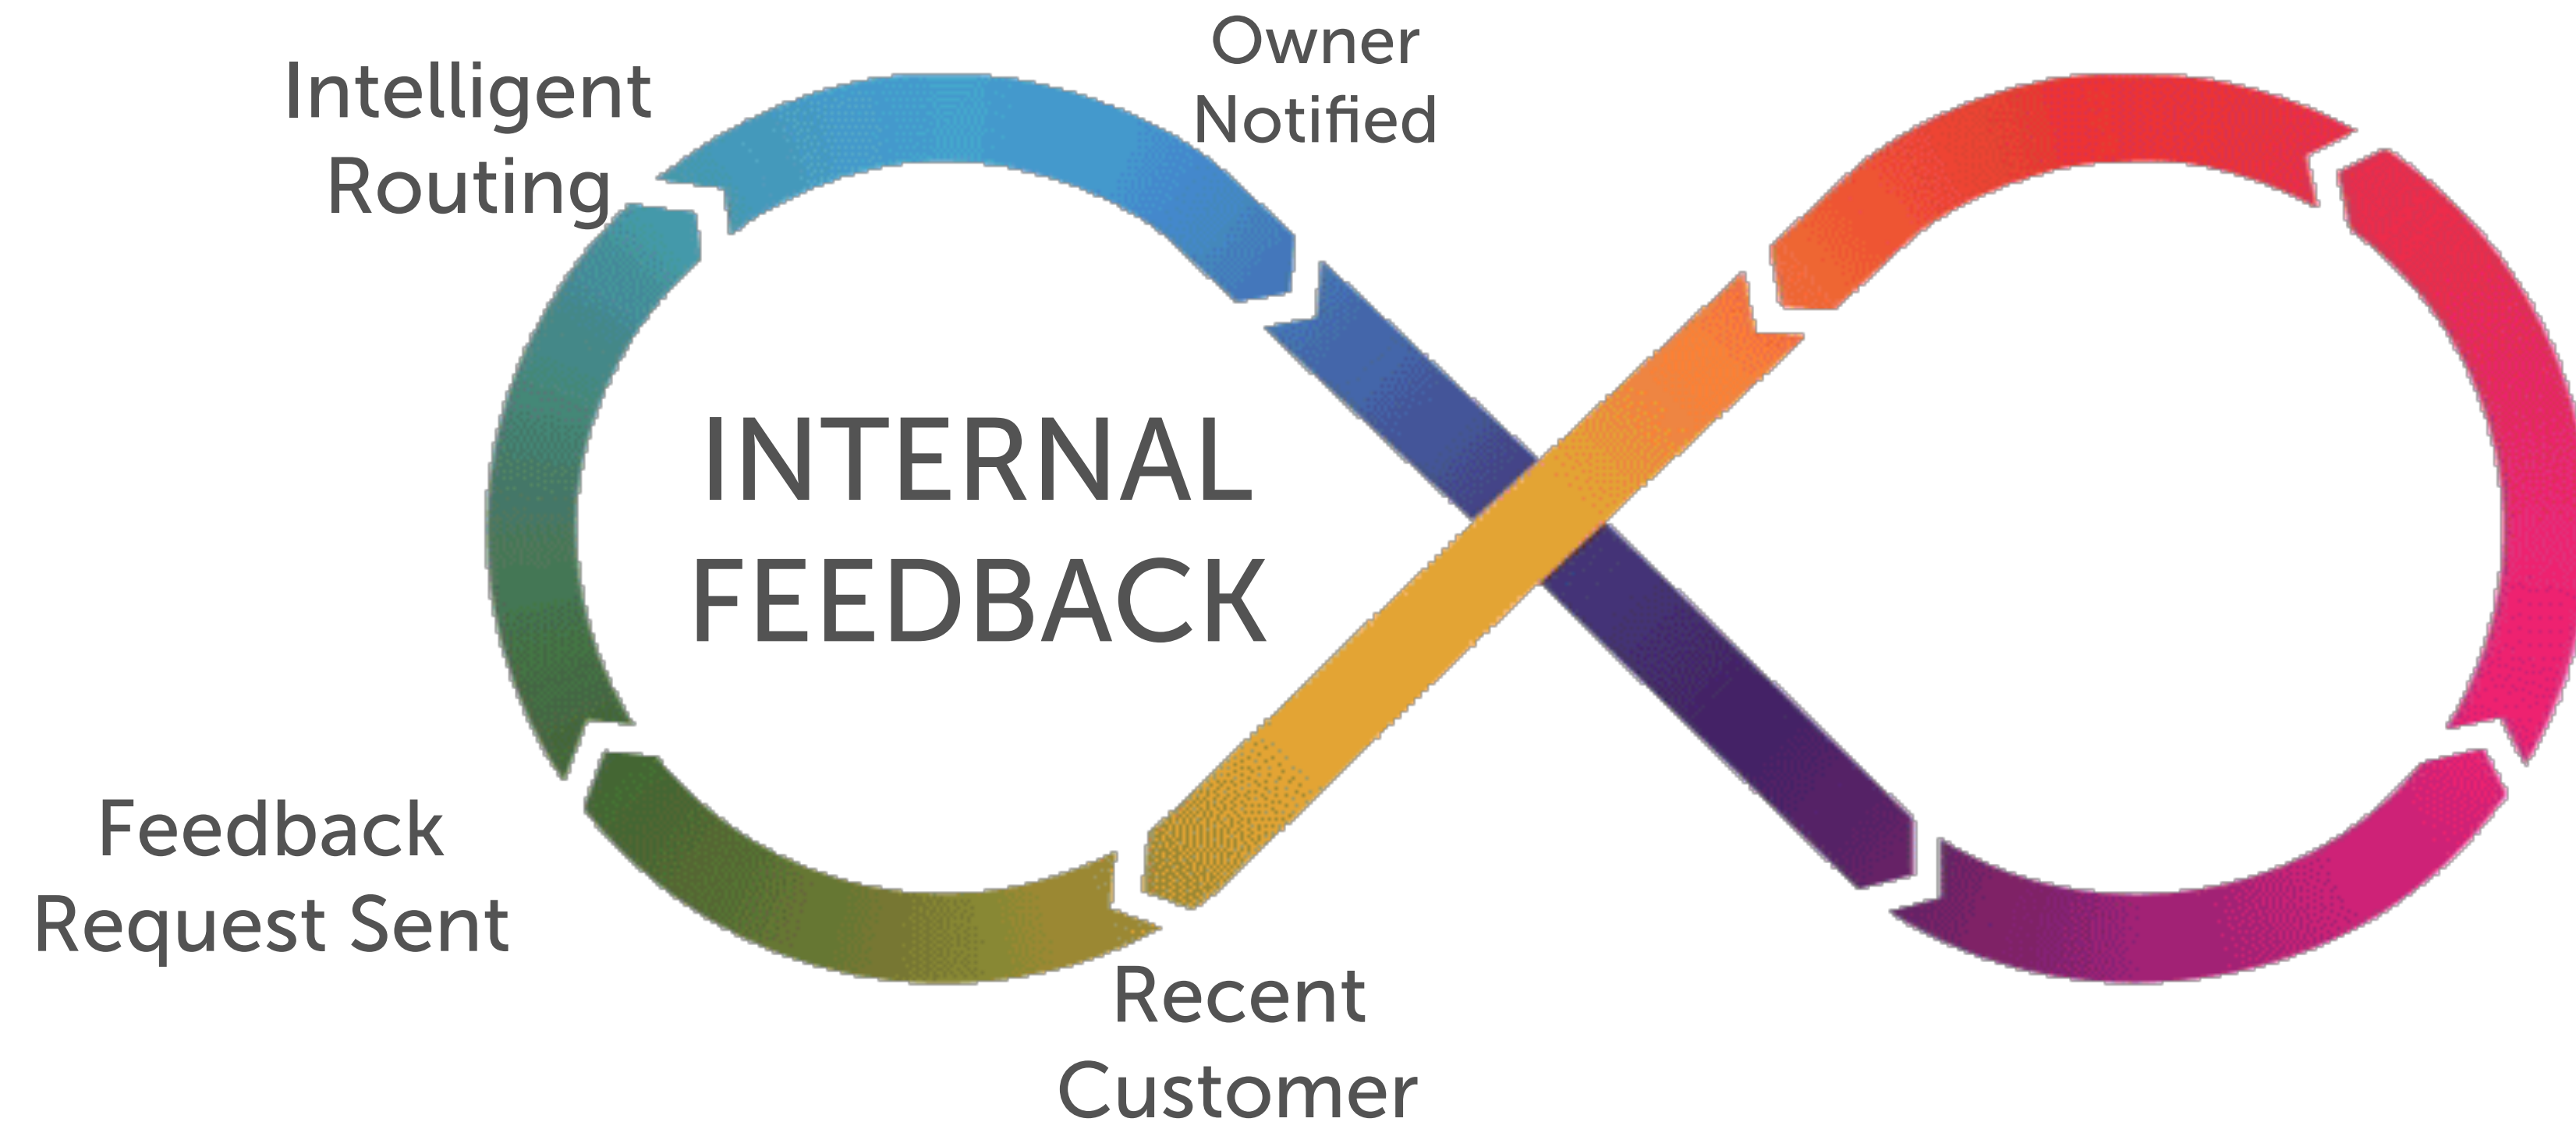 Owner
Notified
Intelligent
Routing
INTERNAL
FEEDBACK
Feedback
Request Sent
Recent
Customer